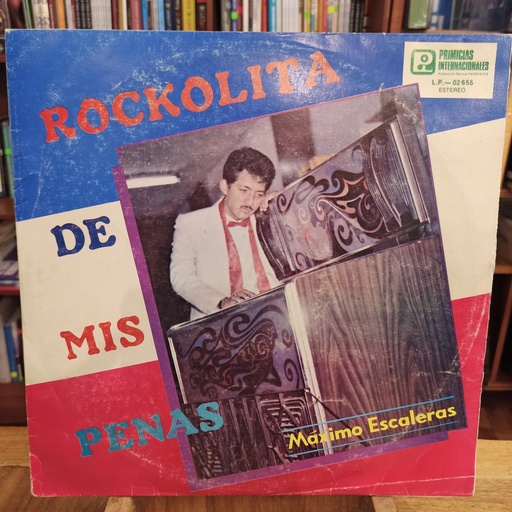 ROCKOLITA
DE
MIS
PENAS
PRIMICIAS
INTERNACIONALES
L.P.— 02655
ESTEREO
Máximo Escaleras